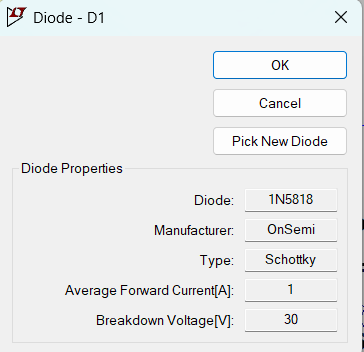 Diode - D1
OK
Cancel
Pick New Diode
Diode Properties
Diode: 1N5818
Manufacturer: OnSemi
Type: Schottky
Average Forward Current[A]: 1
Breakdown Voltage[V]: 30